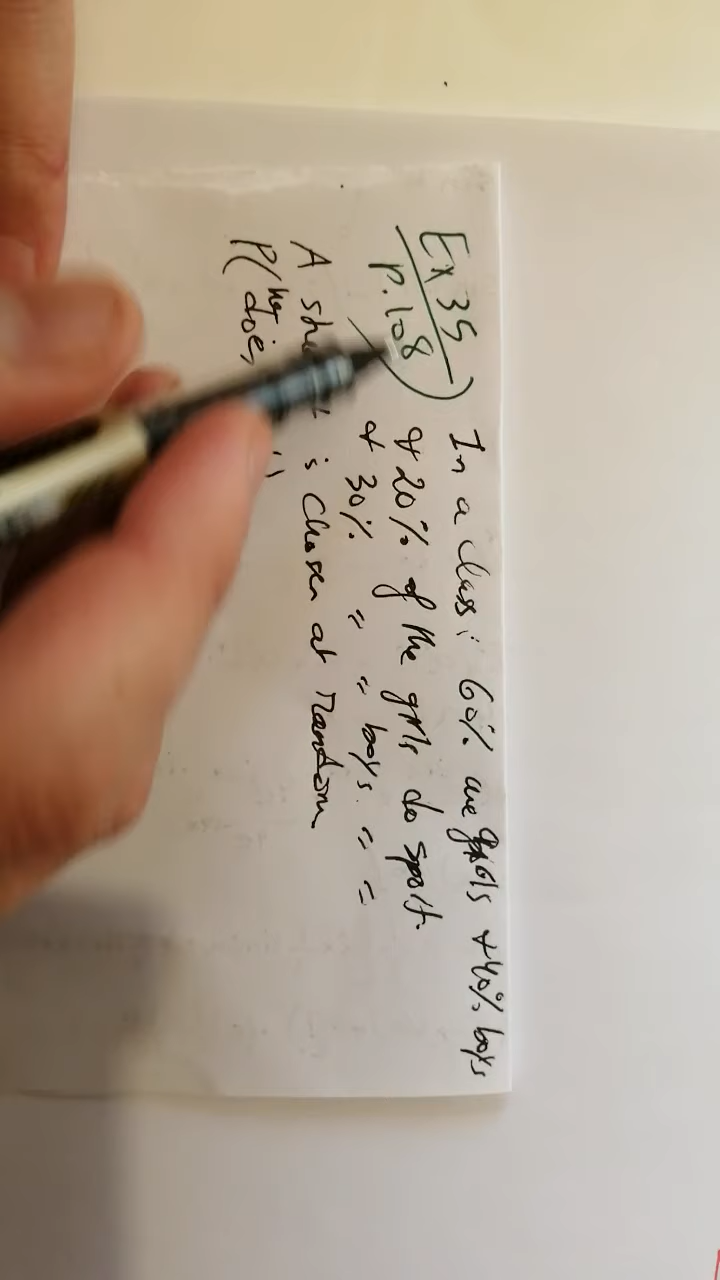 Ex 35
P.108
In a class: 60% are girls + 40% boys
& 20% of the girls do sport.
& 30% " " boys " "
A is chosen at random
P(